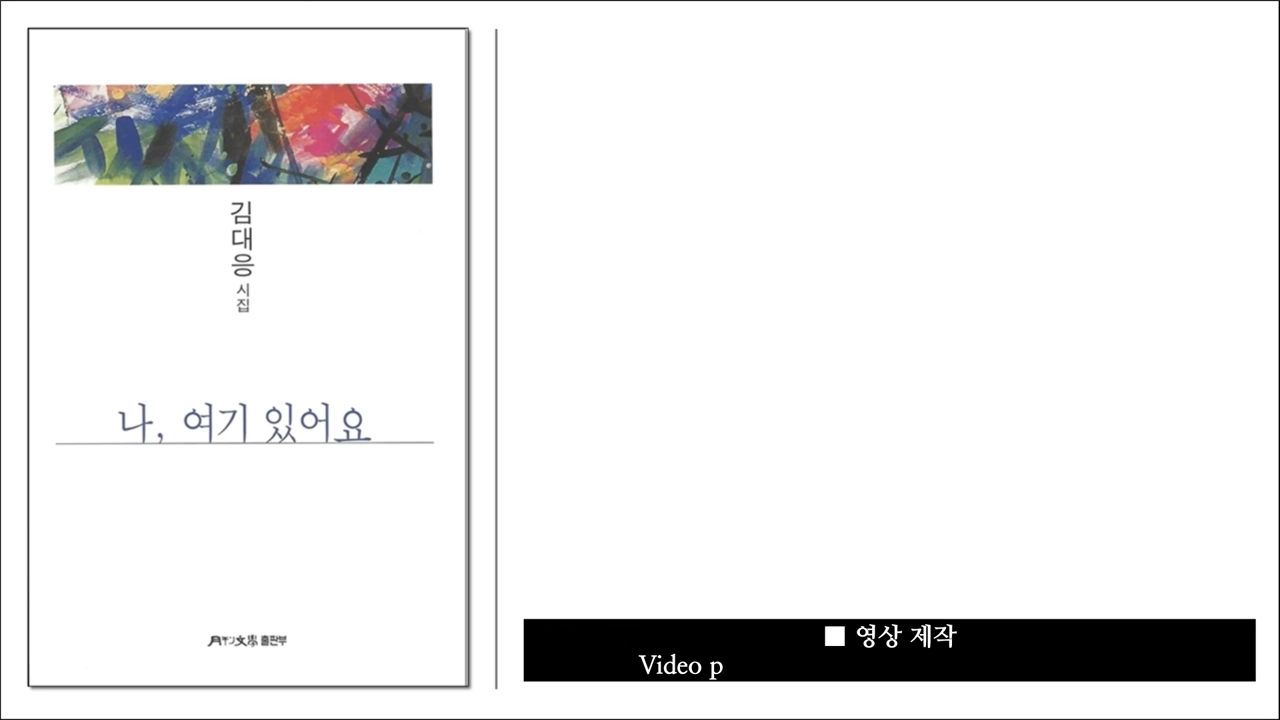 김대응
시집
나, 여기 있어요
月刊文學 출판부
■ 영상 제작
Video p